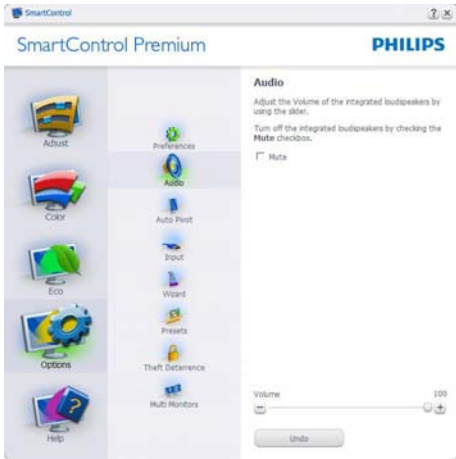 SmartControl
SmartControl Premium
PHILIPS
Adjust
Color
Eco
Options
Help
Preferences
Audio
Auto Pivot
Input
Wizard
Presets
Theft Deterrence
Multi Monitors
Audio
Adjust the Volume of the integrated loudspeakers by
using the slider.
Turn off the integrated loudspeakers by checking the
Mute checkbox.
Mute
Volume 100
Undo